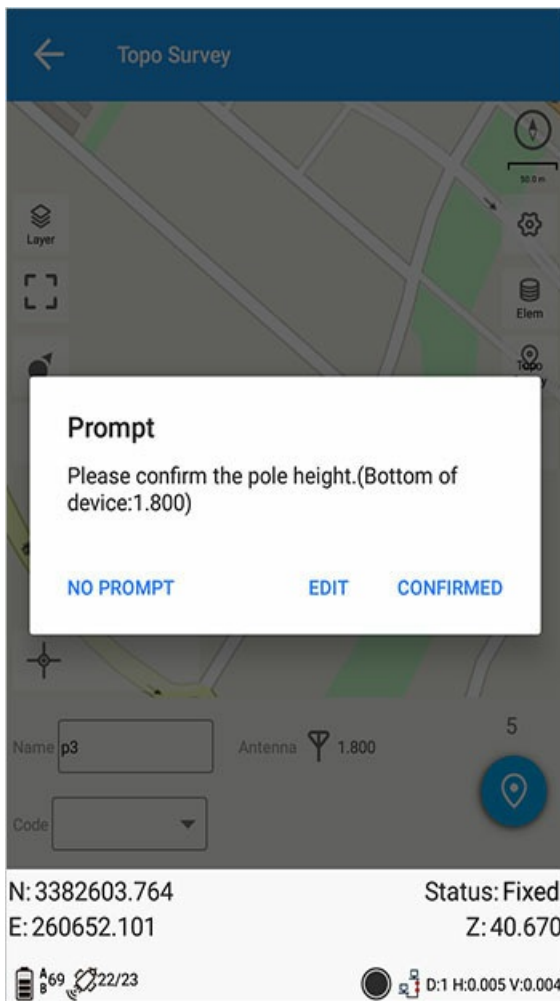 Topo Survey
50.0 m
Layer
Elem
Topo
y
Prompt
Please confirm the pole height.(Bottom of
device:1.800)
NO PROMPT EDIT CONFIRMED
Name p3 Antenna 1.800 5
Code
N: 3382603.764 Status: Fixed
E: 260652.101 Z: 40.670
A
B 69 22/23 D:1 H:0.005 V:0.004